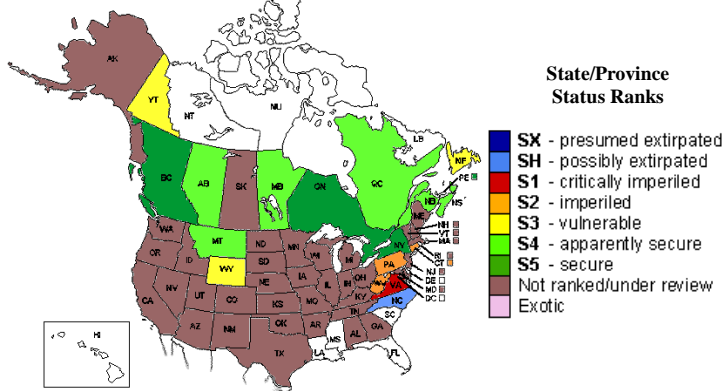 State/Province
Status Ranks
SX - presumed extirpated
SH - possibly extirpated
S1 - critically imperiled
S2 - imperiled
S3 - vulnerable
S4 - apparently secure
S5 - secure
Not ranked/under review
Exotic
AK
YT
NT
NU
BC
AB
SK
MB
ON
QC
LB
NF
PE
NB
NS
WA
OR
ID
MT
ND
MN
WI
MI
NY
ME
NH
VT
MA
RI
CT
NJ
DE
MD
DC
WY
SD
IA
NE
IL
IN
OH
PA
WV
VA
CA
NV
UT
CO
KS
MO
KY
NC
TN
SC
AZ
NM
OK
AR
TX
LA
MS
AL
GA
FL
HI